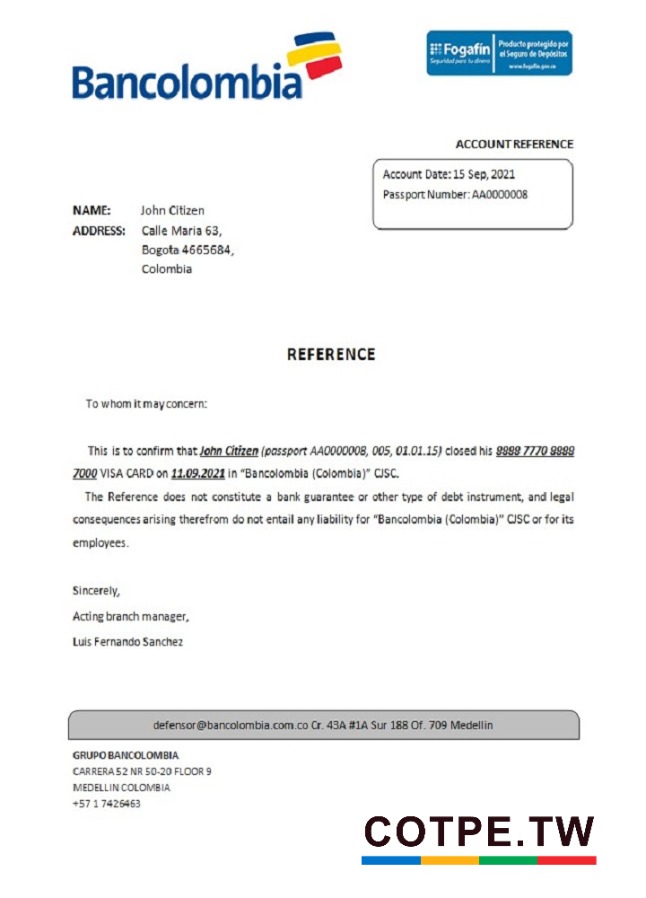 Bancolombia
Fogafín
Seguridad para tu dinero
Producto protegido por
el Seguro de Depósitos
www.fogafin.gov.co
ACCOUNT REFERENCE
Account Date: 15 Sep, 2021
Passport Number: AA0000008
NAME: John Citizen
ADDRESS: Calle Maria 63,
Bogota 4665684,
Colombia
REFERENCE
To whom it may concern:
This is to confirm that John Citizen (passport AA0000008, 005, 01.01.15) closed his 8888 7770 8888
7000 VISA CARD on 11.09.2021 in “Bancolombia (Colombia)” CJSC.
The Reference does not constitute a bank guarantee or other type of debt instrument, and legal
consequences arising therefrom do not entail any liability for “Bancolombia (Colombia)” CJSC or for its
employees.
Sincerely,
Acting branch manager,
Luis Fernando Sanchez
defensor@bancolombia.com.co Cr. 43A #1A Sur 188 Of. 709 Medellin
GRUPO BANCOLOMBIA
CARRERA 52 NR 50-20 FLOOR 9
MEDELLIN COLOMBIA
+57 1 7426463
COTPE.TW